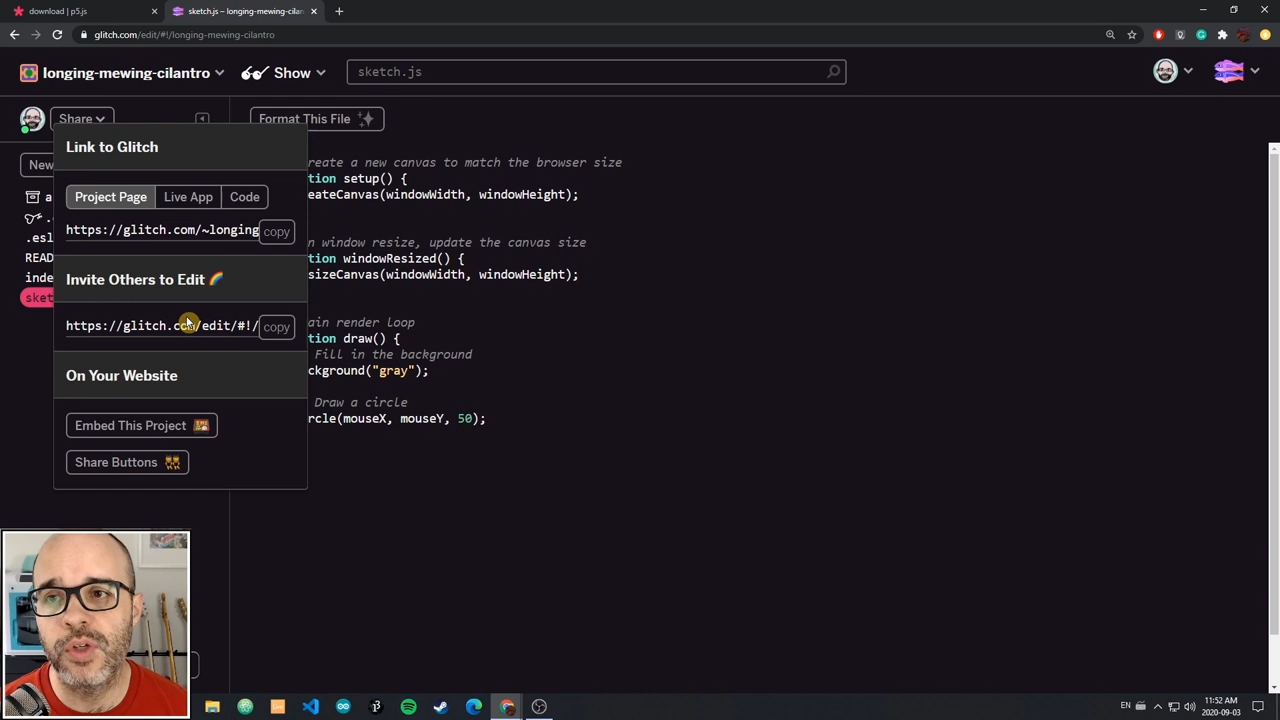 download | p5.js
sketch.js – longing-mewing-cilan
glitch.com/edit/#!/longing-mewing-cilantro
longing-mewing-cilantro
Show
sketch.js
Share
Format This File
Link to Glitch
New
reate a new canvas to match the browser size
tion setup() {
Project Page
Live App
Code
eateCanvas(windowWidth, windowHeight);
a
https://glitch.com/~longing
copy
.esl
n window resize, update the canvas size
READ
tion windowResized() {
inde
Invite Others to Edit
sizeCanvas(windowWidth, windowHeight);
sket
https://glitch.com/edit/#!/
copy
ain render loop
tion draw() {
Fill in the background
ckground("gray");
On Your Website
Draw a circle
rcle(mouseX, mouseY, 50);
Embed This Project
Share Buttons
EN
11:52 AM
2020-09-03